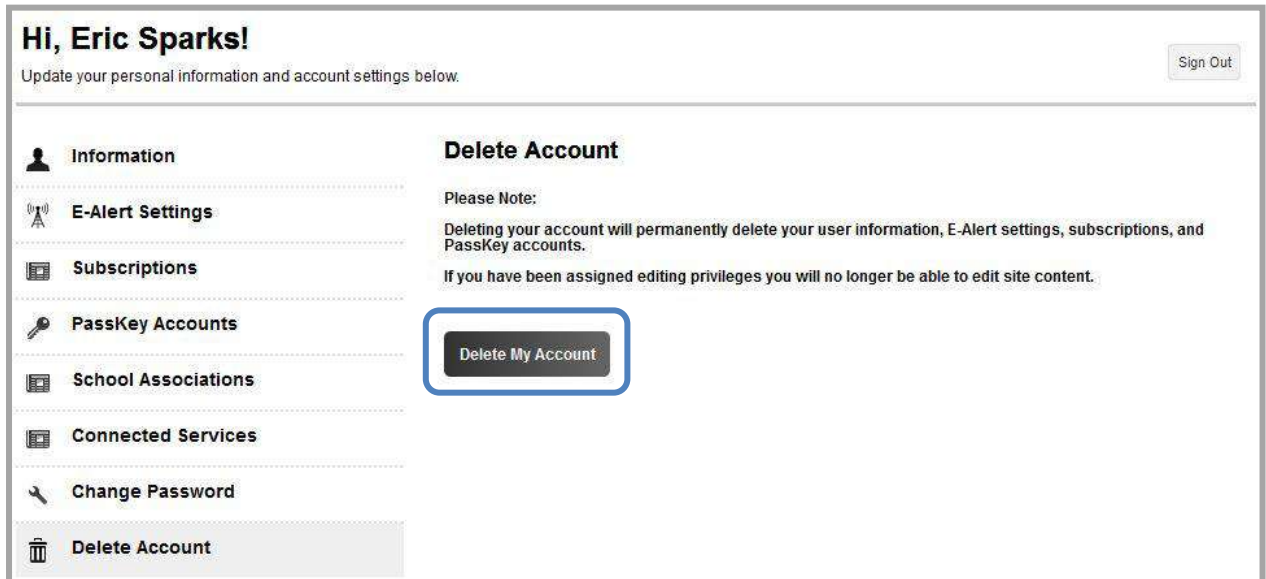 Hi, Eric Sparks!
Update your personal information and account settings below.
Sign Out
Information
E-Alert Settings
Subscriptions
PassKey Accounts
School Associations
Connected Services
Change Password
Delete Account
Delete Account
Please Note:
Deleting your account will permanently delete your user information, E-Alert settings, subscriptions, and
PassKey accounts.
If you have been assigned editing privileges you will no longer be able to edit site content.
Delete My Account